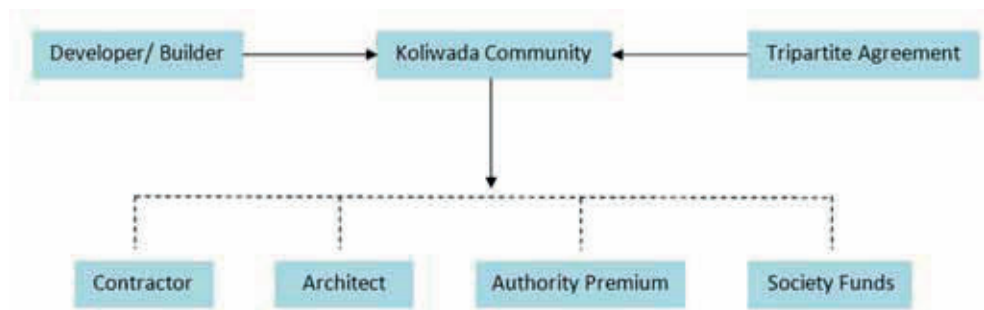 Developer/ Builder
Koliwada Community
Tripartite Agreement
Contractor
Architect
Authority Premium
Society Funds